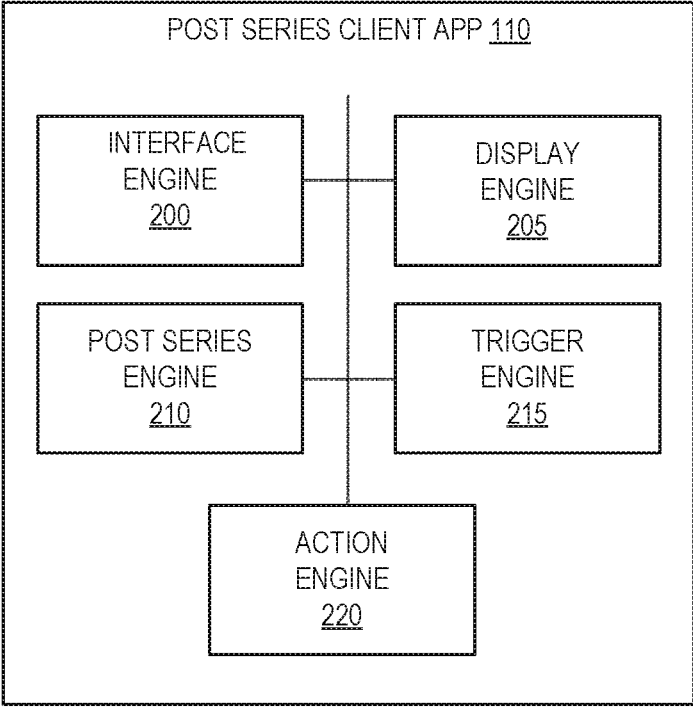 POST SERIES CLIENT APP 110
INTERFACE
ENGINE
200
DISPLAY
ENGINE
205
POST SERIES
ENGINE
210
TRIGGER
ENGINE
215
ACTION
ENGINE
220